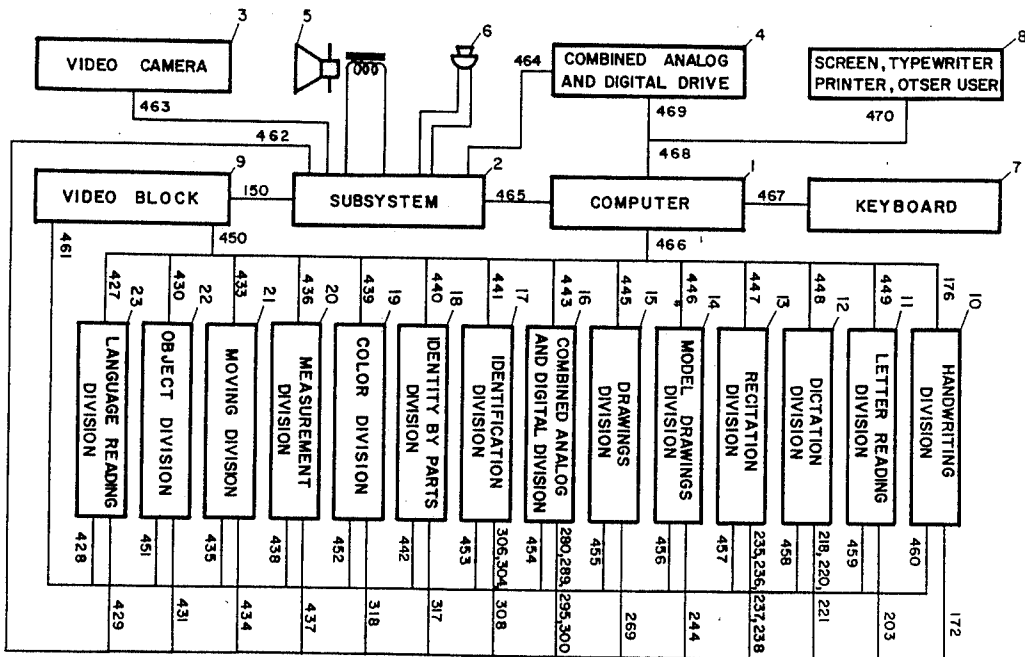 3
5
6
4
8
VIDEO CAMERA
COMBINED ANALOG
AND DIGITAL DRIVE
SCREEN, TYPEWRITER
PRINTER, OTSER USER
463
464
469
470
462
468
9
2
1
7
VIDEO BLOCK
150
SUBSYSTEM
465
COMPUTER
467
KEYBOARD
461
450
466
427
23
430
22
433
21
436
20
439
19
440
18
441
17
443
16
445
15
446
14
447
13
448
12
449
11
176
10
LANGUAGE READING
DIVISION
OBJECT DIVISION
MOVING DIVISION
MEASUREMENT
DIVISION
COLOR DIVISION
IDENTITY BY PARTS
DIVISION
IDENTIFICATION
DIVISION
COMBINED ANALOG
AND DIGITAL DIVISION
DRAWINGS
DIVISION
MODEL DRAWINGS
DIVISION
RECITATION
DIVISION
DICTATION
DIVISION
LETTER READING
DIVISION
HANDWRITING
DIVISION
428
451
435
438
452
442
453
306,304,
454
280,289,295,300
455
456
457
235,236,237,238
458
218,220,221
459
460
429
431
434
437
318
317
308
269
244
203
172